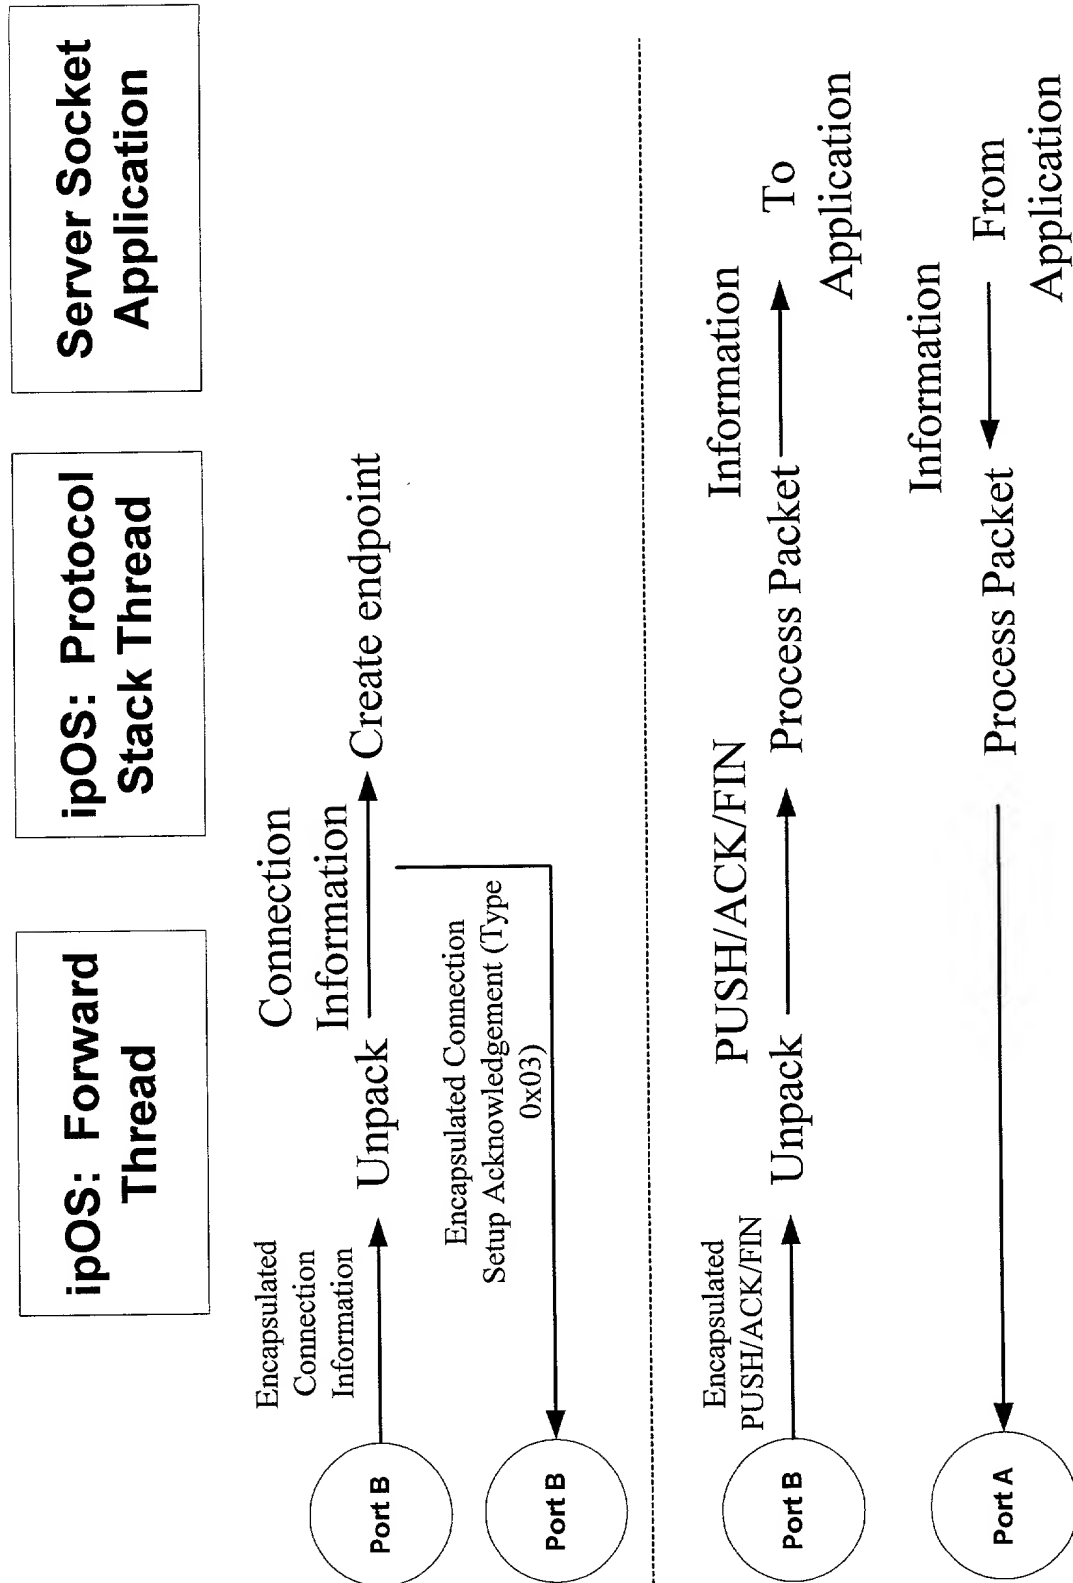 ipOS: Forward
Thread
ipOS: Protocol
Stack Thread
Server Socket
Application
Encapsulated
Connection
Information
Connection
Information
Port B
Unpack
Create endpoint
Encapsulated Connection
Setup Acknowledgement (Type
0x03)
Port B
Encapsulated
PUSH/ACK/FIN
PUSH/ACK/FIN
Information
Port B
Unpack
Process Packet
To
Application
Information
Port A
Process Packet
From
Application